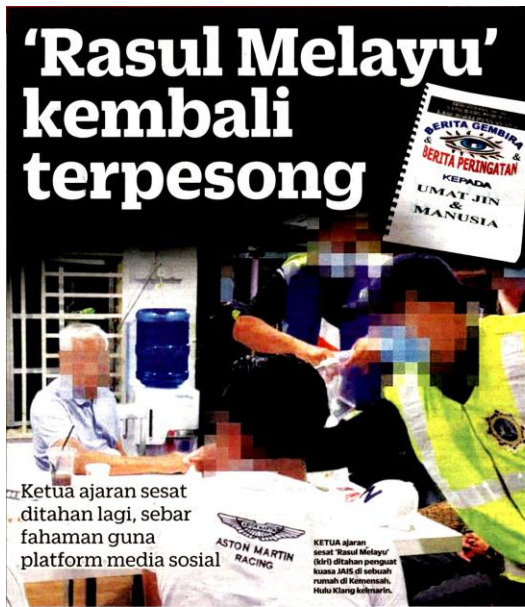 ‘Rasul Melayu’
kembali
terpesong
BERITA GEMBIRA
&
&
BERITA PERINGATAN
KEPADA
UMAT JIN
&
MANUSIA
Ketua ajaran sesat
ditahan lagi, sebar
fahaman guna
platform media sosial
ASTON MARTIN
RACING
KETUA ajaran
sesat ‘Rasul Melayu’
(kiri) ditahan penguat
kuasa JAIS di sebuah
rumah di Kemensah,
Hulu Klang kelmarin.